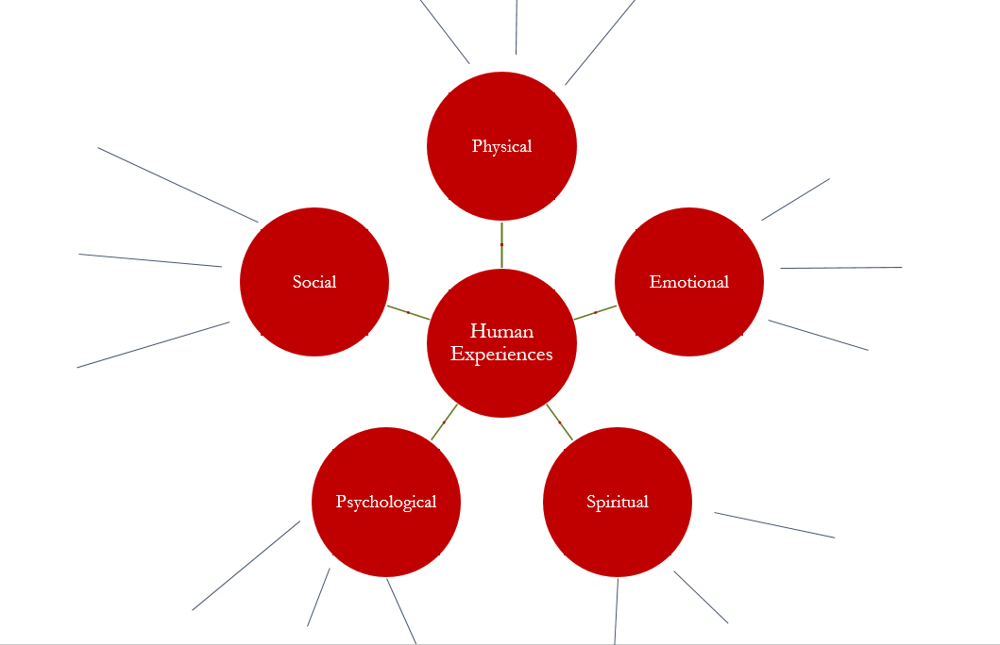 Physical
Social
Emotional
Human
Experiences
Psychological
Spiritual